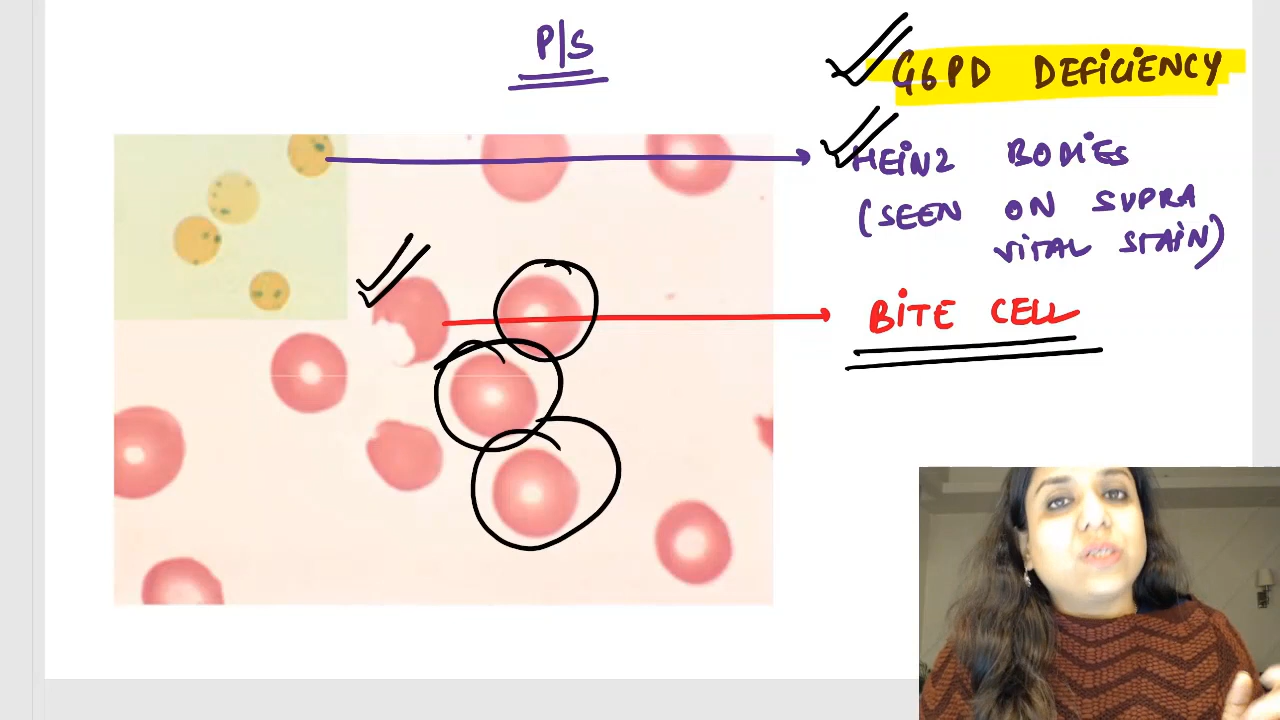 P/S
G6PD DEFICIENCY
HEINZ BODIES
(SEEN ON SUPRA
VITAL STAIN)
BITE CELL